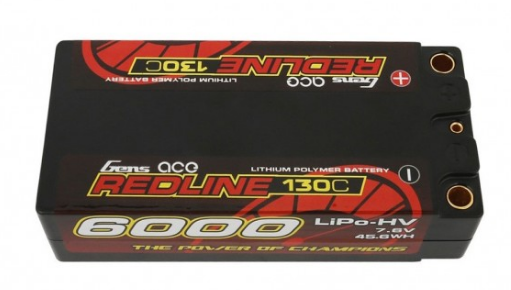 Gens ace
REDLINE 130C
LITHIUM POLYMER BATTERY
+
Gens ace
LITHIUM POLYMER BATTERY
REDLINE 130C
6000
LiPo-HV
7.6V
45.6WH
THE POWER OF CHAMPIONS